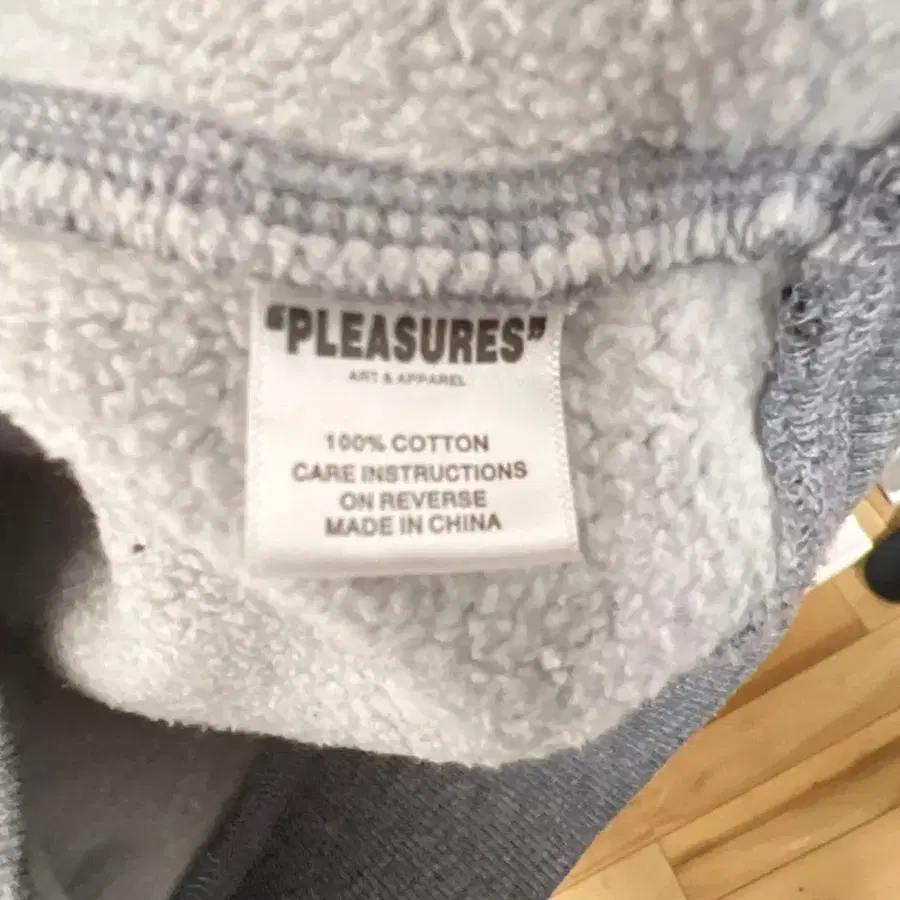 “PLEASURES”
ART & APPAREL
100% COTTON
CARE INSTRUCTIONS
ON REVERSE
MADE IN CHINA